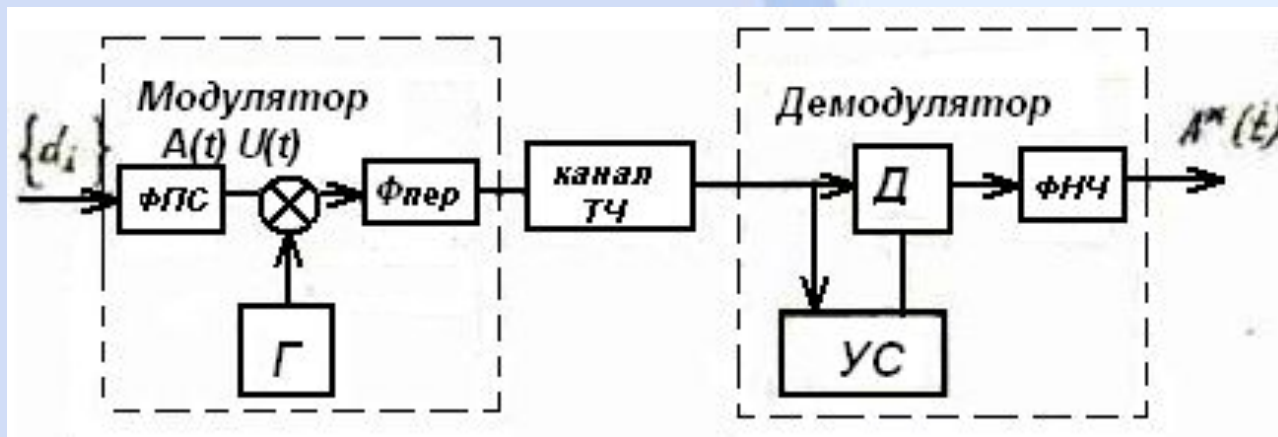 Модулятор
A(t) U(t)
{d_i}
ФПС
Фпер
Г
канал
ТЧ
Демодулятор
Д
ФНЧ
УС
A*(t)